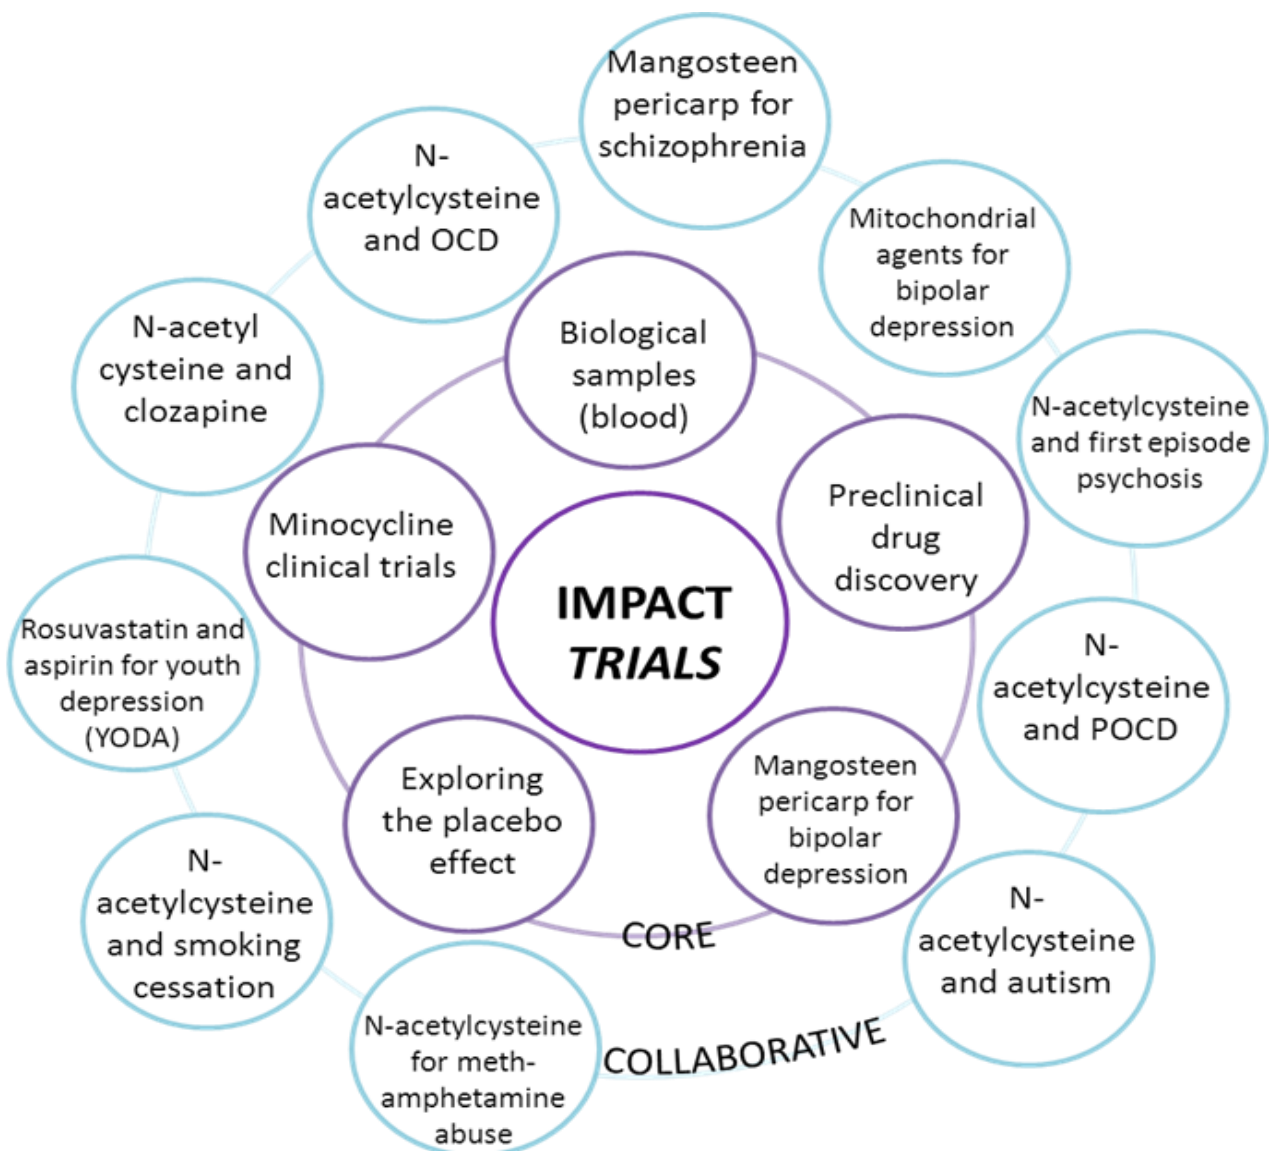 Mangosteen
pericarp for
schizophrenia
N-
acetylcysteine
and OCD
Mitochondrial
agents for
bipolar
depression
N-acetyl
cysteine and
clozapine
Biological
samples
(blood)
N-acetylcysteine
and first episode
psychosis
Minocycline
clinical trials
Preclinical
drug
discovery
IMPACT
TRIALS
Rosuvastatin and
aspirin for youth
depression
(YODA)
N-
acetylcysteine
and POCD
Exploring
the placebo
effect
Mangosteen
pericarp for
bipolar
depression
N-
acetylcysteine
and smoking
cessation
CORE
N-
acetylcysteine
and autism
N-acetylcysteine
for meth-
amphetamine
abuse
COLLABORATIVE